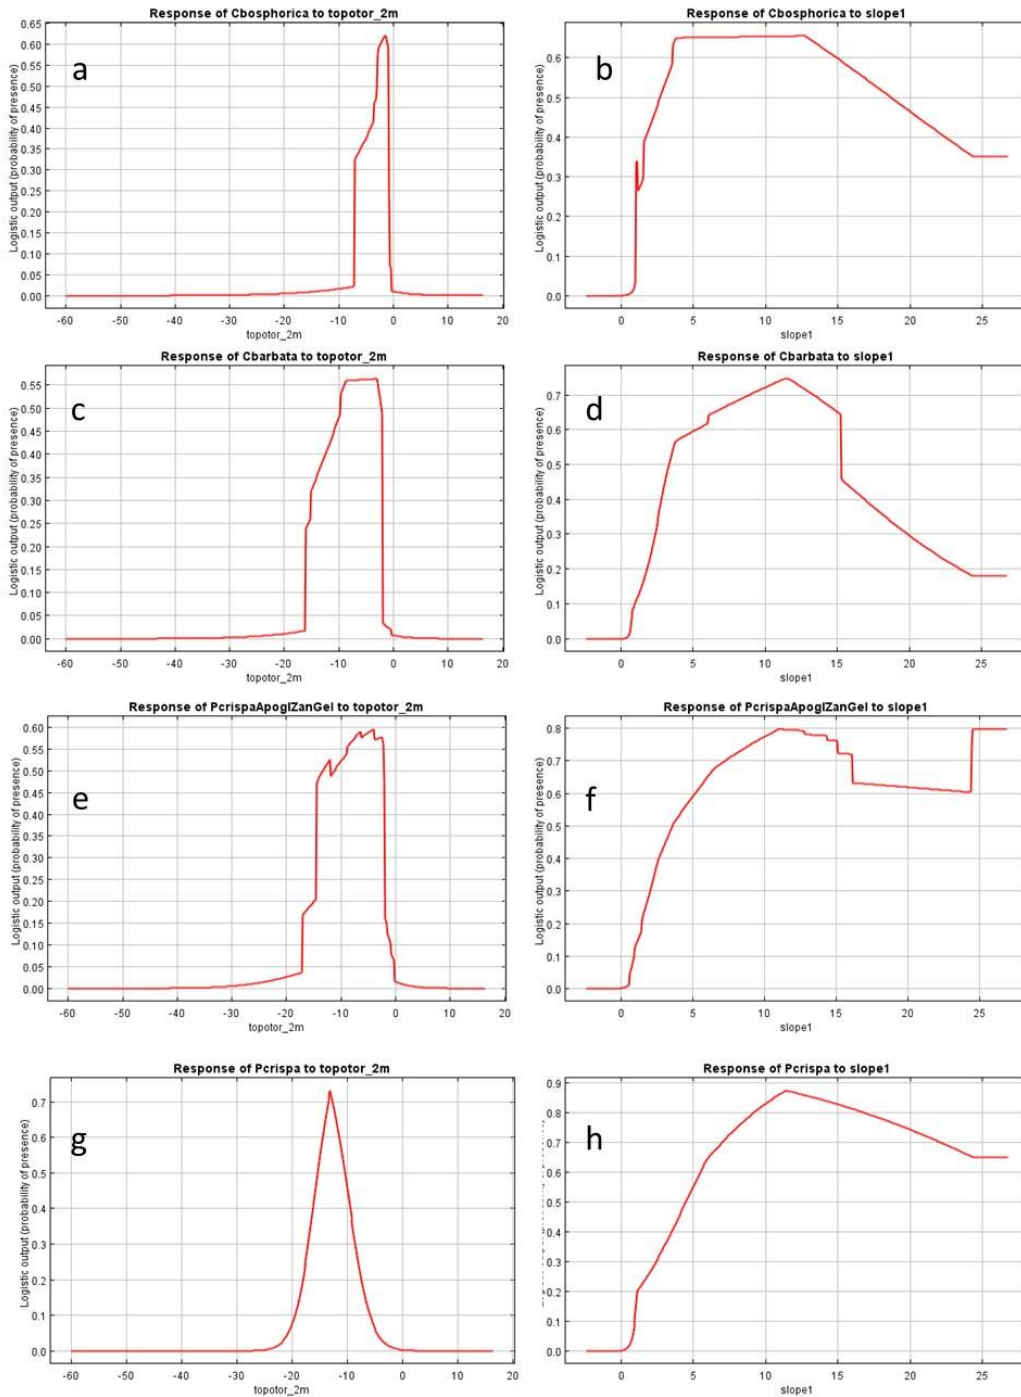 Response of Cbosphorica to topotor_2m
a
Logistic output (probability of presence)
0.65
0.60
0.55
0.50
0.45
0.40
0.35
0.30
0.25
0.20
0.15
0.10
0.05
0.00
-60 -50 -40 -30 -20 -10 0 10 20
topotor_2m
Response of Cbosphorica to slope1
b
Logistic output (probability of presence)
0.6
0.5
0.4
0.3
0.2
0.1
0.0
0 5 10 15 20 25
slope1
Response of Cbarbata to topotor_2m
c
Logistic output (probability of presence)
0.55
0.50
0.45
0.40
0.35
0.30
0.25
0.20
0.15
0.10
0.05
0.00
-60 -50 -40 -30 -20 -10 0 10 20
topotor_2m
Response of Cbarbata to slope1
d
Logistic output (probability of presence)
0.7
0.6
0.5
0.4
0.3
0.2
0.1
0.0
0 5 10 15 20 25
slope1
Response of PcrispaApoglZanGel to topotor_2m
e
Logistic output (probability of presence)
0.60
0.55
0.50
0.45
0.40
0.35
0.30
0.25
0.20
0.15
0.10
0.05
0.00
-60 -50 -40 -30 -20 -10 0 10 20
topotor_2m
Response of PcrispaApoglZanGel to slope1
f
Logistic output (probability of presence)
0.8
0.7
0.6
0.5
0.4
0.3
0.2
0.1
0.0
0 5 10 15 20 25
slope1
Response of Pcrispa to topotor_2m
g
Logistic output (probability of presence)
0.7
0.6
0.5
0.4
0.3
0.2
0.1
0.0
-60 -50 -40 -30 -20 -10 0 10 20
topotor_2m
Response of Pcrispa to slope1
h
0.9
0.8
0.7
0.6
0.5
0.4
0.3
0.2
0.1
0.0
0 5 10 15 20 25
slope1